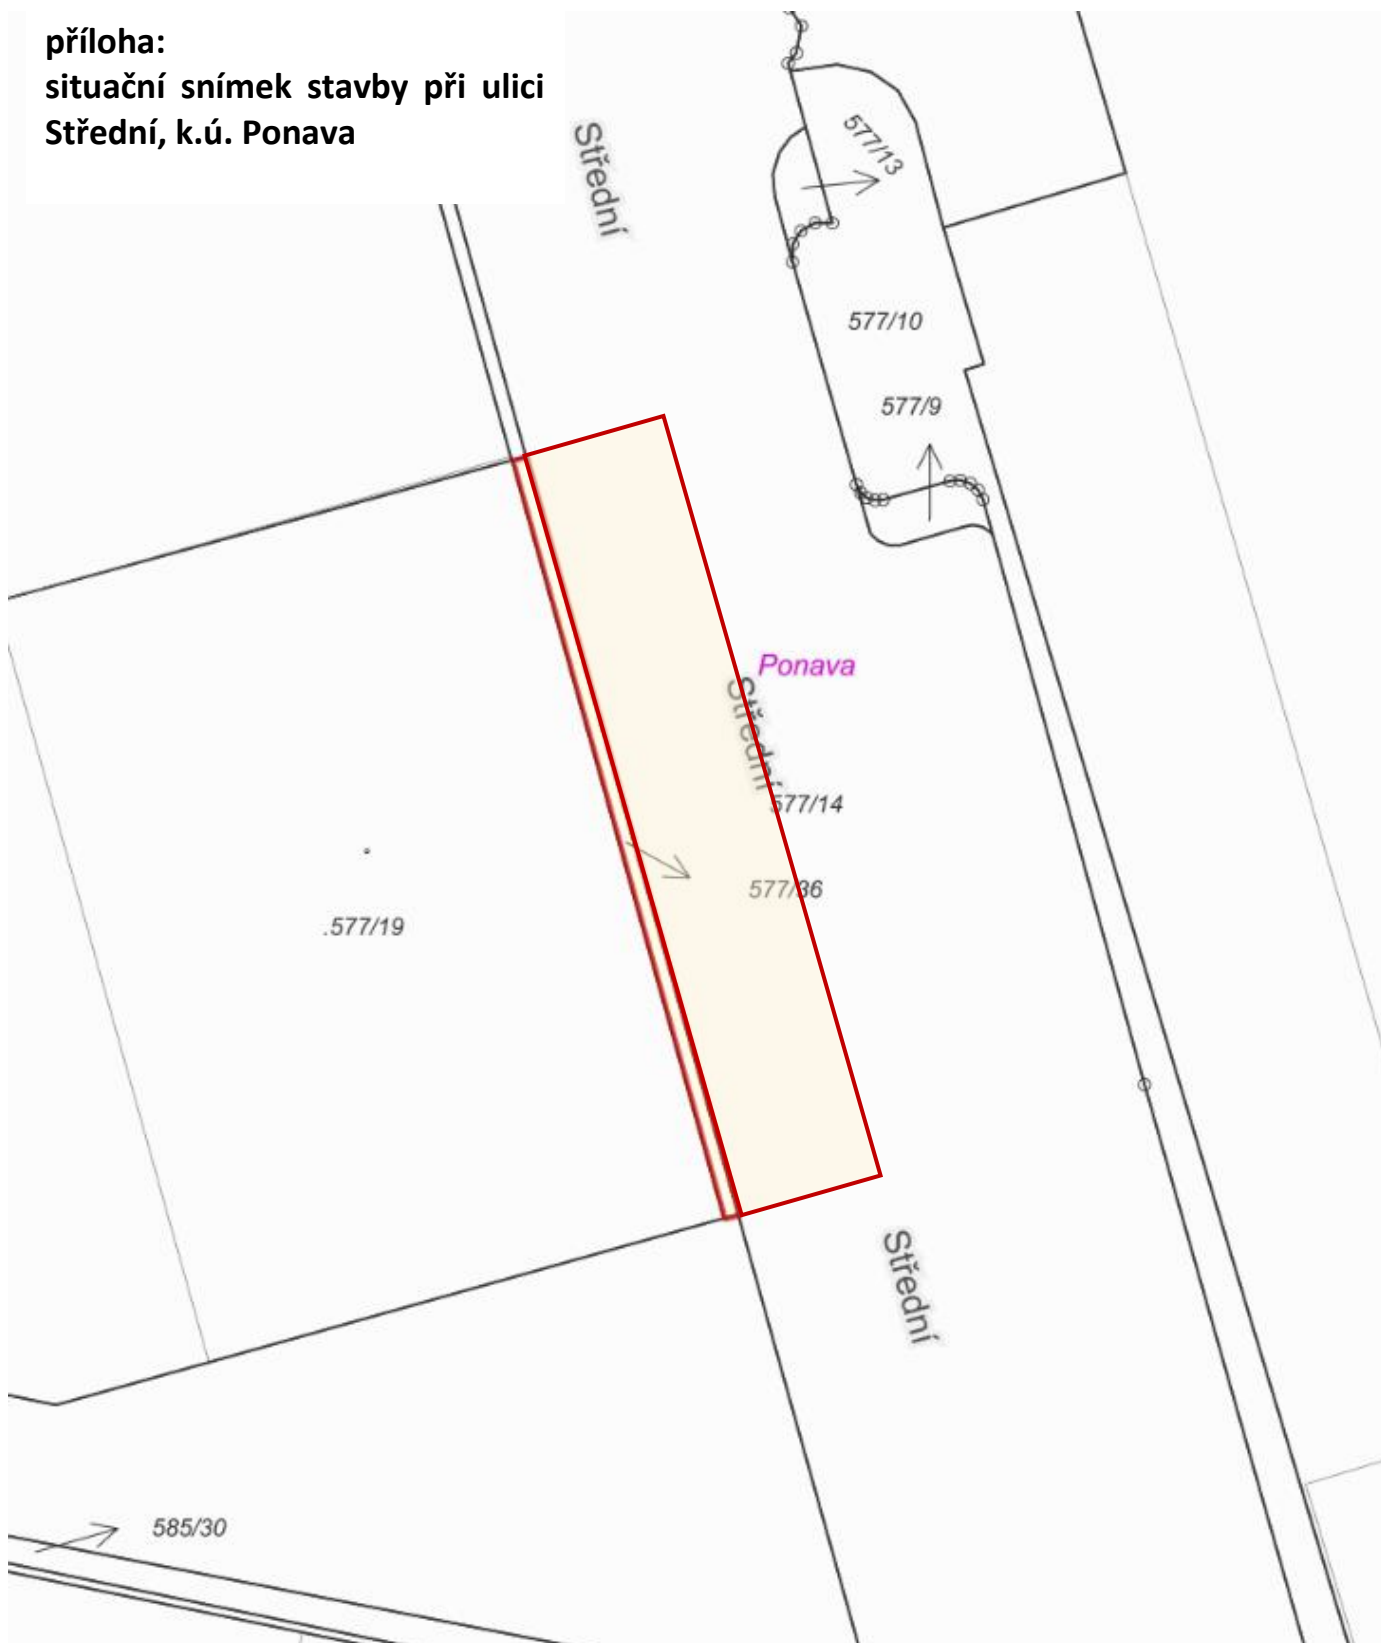 příloha:
situační snímek stavby při ulici
Střední, k.ú. Ponava
Střední
577/13
577/10
577/9
Ponava
Střední
577/14
577/36
.577/19
Střední
585/30